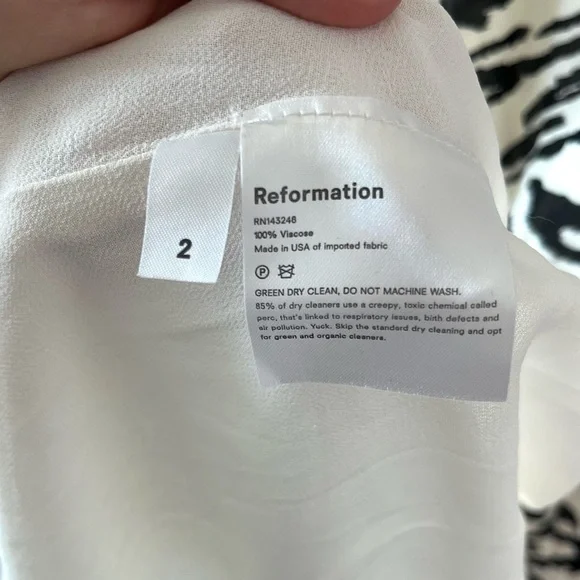 2
Reformation
RN143246
100% Viscose
Made in USA of imported fabric
P
GREEN DRY CLEAN, DO NOT MACHINE WASH.
85% of dry cleaners use a creepy, toxic chemical called
perc, that's linked to respiratory issues, birth defects and
air pollution. Yuck. Skip the standard dry cleaning and opt
for green and organic cleaners.